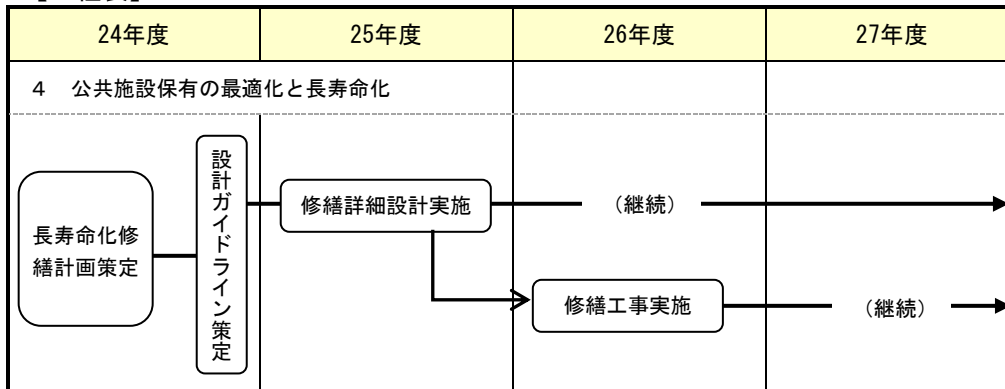 24年度
25年度
26年度
27年度
４ 公共施設保有の最適化と長寿命化
長寿命化修
繕計画策定
設計ガイドライン策定
修繕詳細設計実施
（継続）
修繕工事実施
（継続）